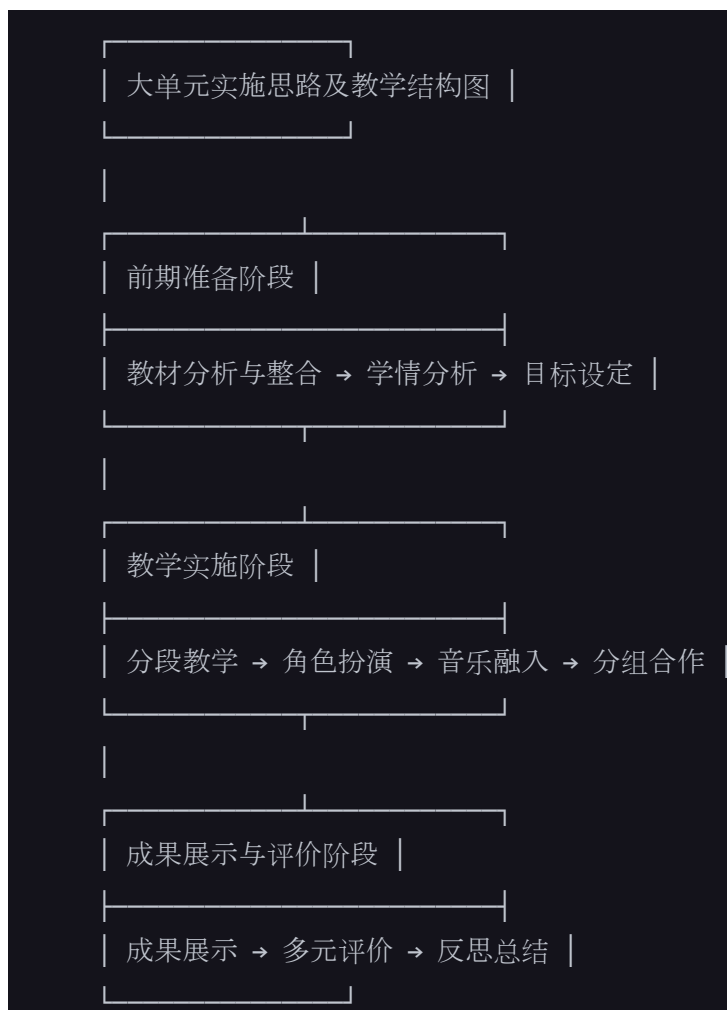 大单元实施思路及教学结构图
前期准备阶段
教材分析与整合 → 学情分析 → 目标设定
教学实施阶段
分段教学 → 角色扮演 → 音乐融入 → 分组合作
成果展示与评价阶段
成果展示 → 多元评价 → 反思总结